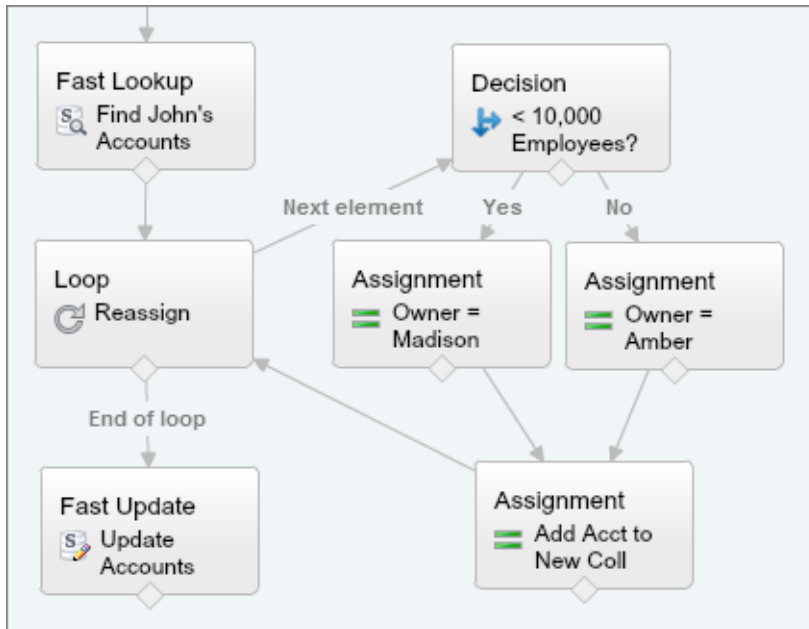 Fast Lookup
Find John's
Accounts
Decision
< 10,000
Employees?
Next element
Yes
No
Loop
Reassign
Assignment
Owner =
Madison
Assignment
Owner =
Amber
End of loop
Fast Update
Update
Accounts
Assignment
Add Acct to
New Coll